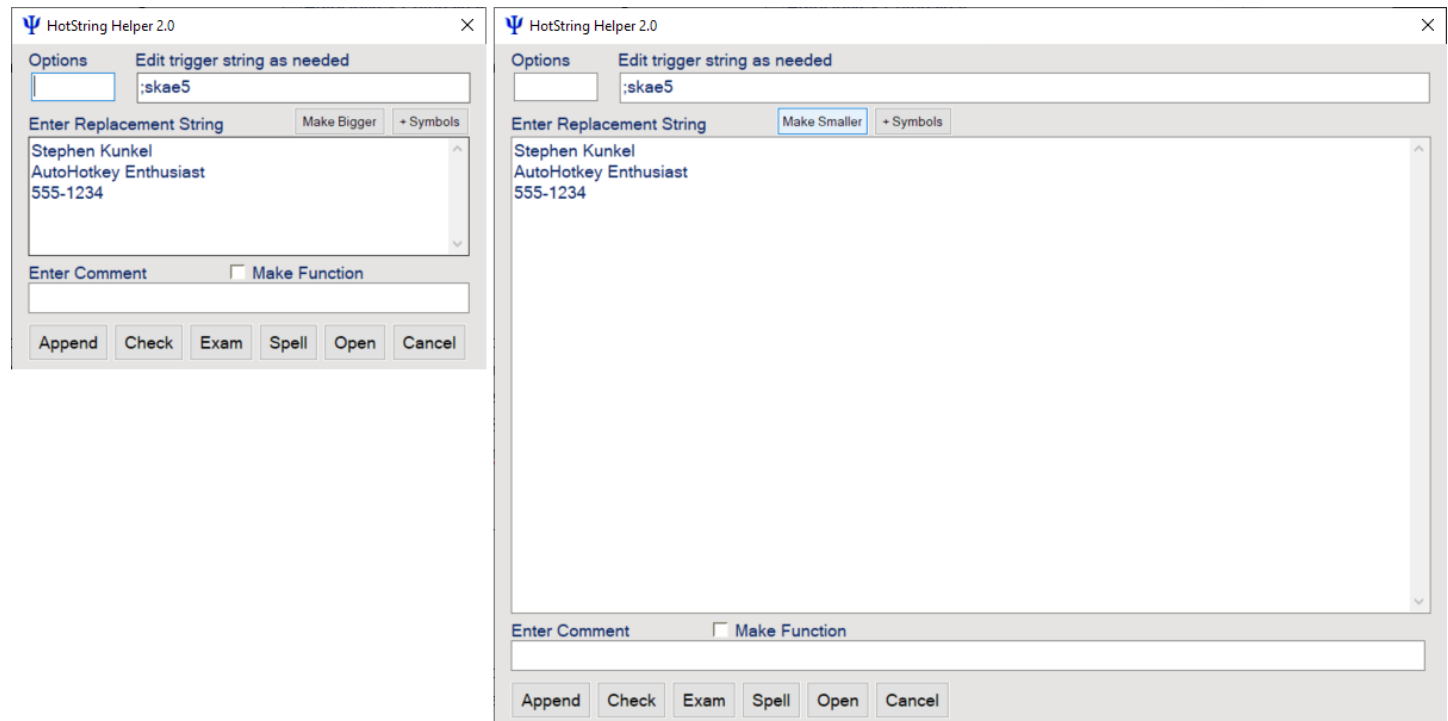 Ψ HotString Helper 2.0
Options Edit trigger string as needed
;skae5
Enter Replacement String Make Bigger + Symbols
Stephen Kunkel
AutoHotkey Enthusiast
555-1234
Enter Comment Make Function
Append Check Exam Spell Open Cancel
Ψ HotString Helper 2.0
Options Edit trigger string as needed
;skae5
Enter Replacement String Make Smaller + Symbols
Stephen Kunkel
AutoHotkey Enthusiast
555-1234
Enter Comment Make Function
Append Check Exam Spell Open Cancel